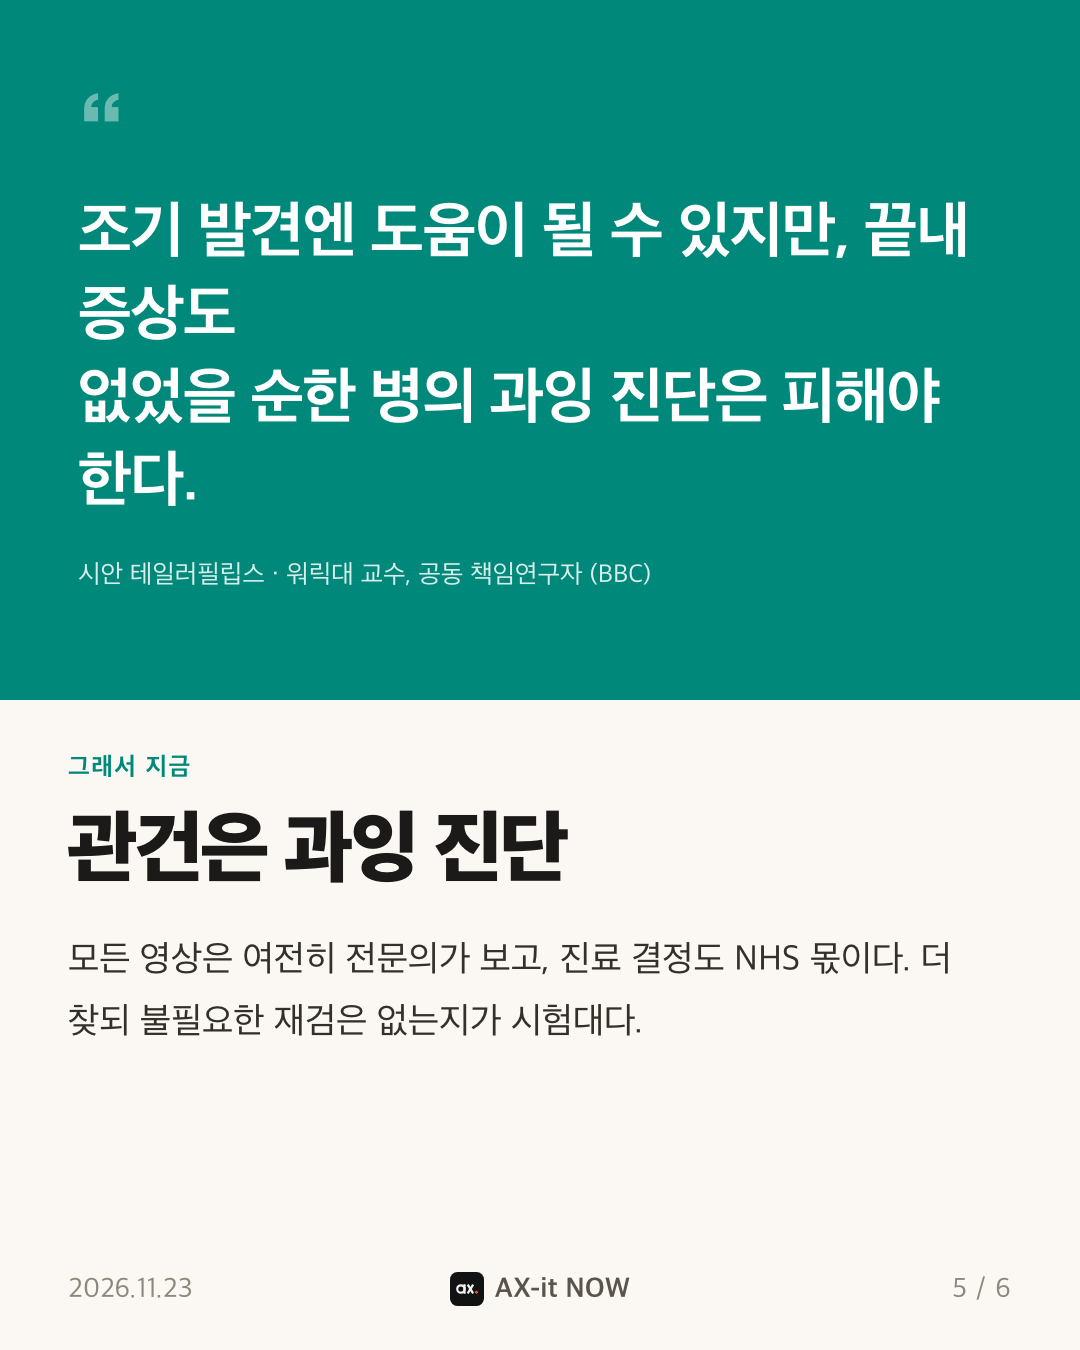 “
조기 발견엔 도움이 될 수 있지만, 끝내
증상도
없었을 순한 병의 과잉 진단은 피해야
한다.
시안 테일러필립스 · 워릭대 교수, 공동 책임연구자 (BBC)
그래서 지금
관건은 과잉 진단
모든 영상은 여전히 전문의가 보고, 진료 결정도 NHS 몫이다. 더
찾되 불필요한 재검은 없는지가 시험대다.
2026.11.23
ax. AX-it NOW
5 / 6